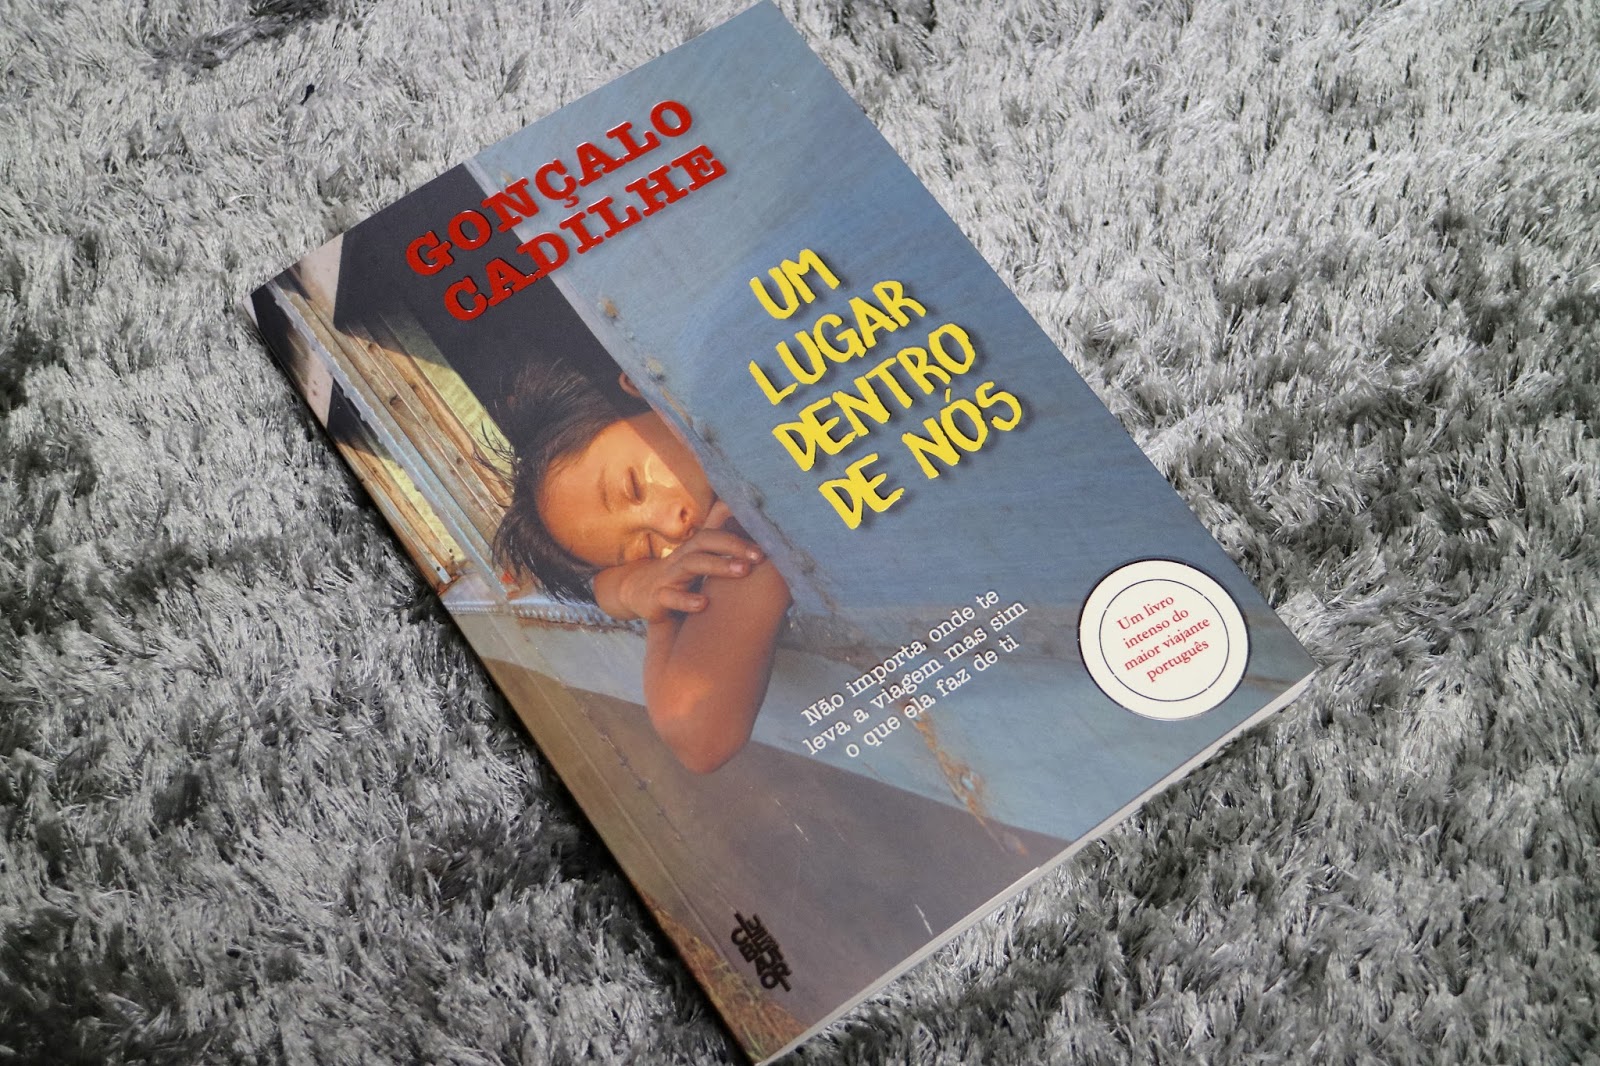 GONÇALO
CADILHE
UM
LUGAR
DENTRO
DE NÓS
Não importa onde te
leva a viagem mas sim
o que ela faz de ti
Um livro
intenso do
maior viajante
português